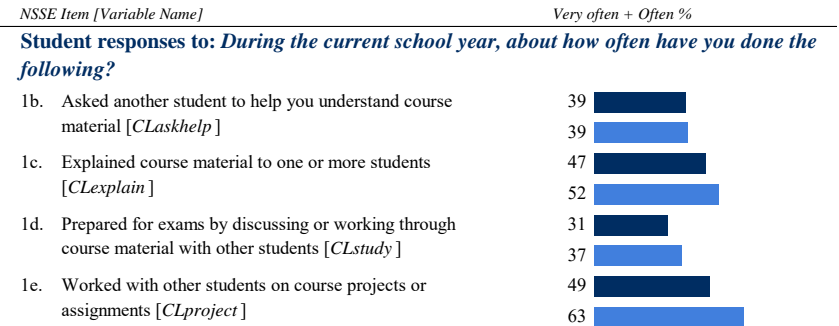 NSSE Item [Variable Name] Very often + Often %
Student responses to: During the current school year, about how often have you done the
following?
1b. Asked another student to help you understand course 39
material [CLaskhelp] 39
1c. Explained course material to one or more students 47
[CLexplain] 52
1d. Prepared for exams by discussing or working through 31
course material with other students [CLstudy] 37
1e. Worked with other students on course projects or 49
assignments [CLproject] 63